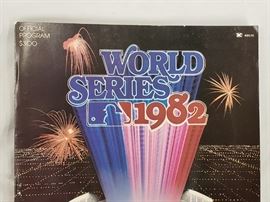 OFFICIAL
PROGRAM
$3.00
WORLD
SERIES
1982